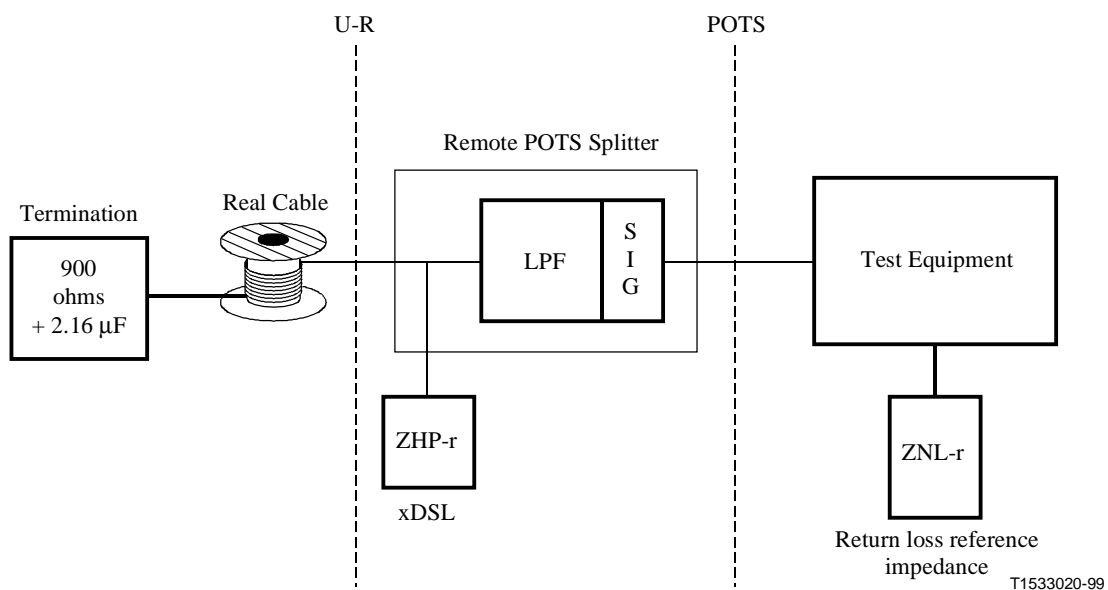 U-R
POTS
Remote POTS Splitter
Termination
Real Cable
900
ohms
+ 2.16 µF
LPF
S
I
G
Test Equipment
ZHP-r
xDSL
ZNL-r
Return loss reference
impedance
T1533020-99